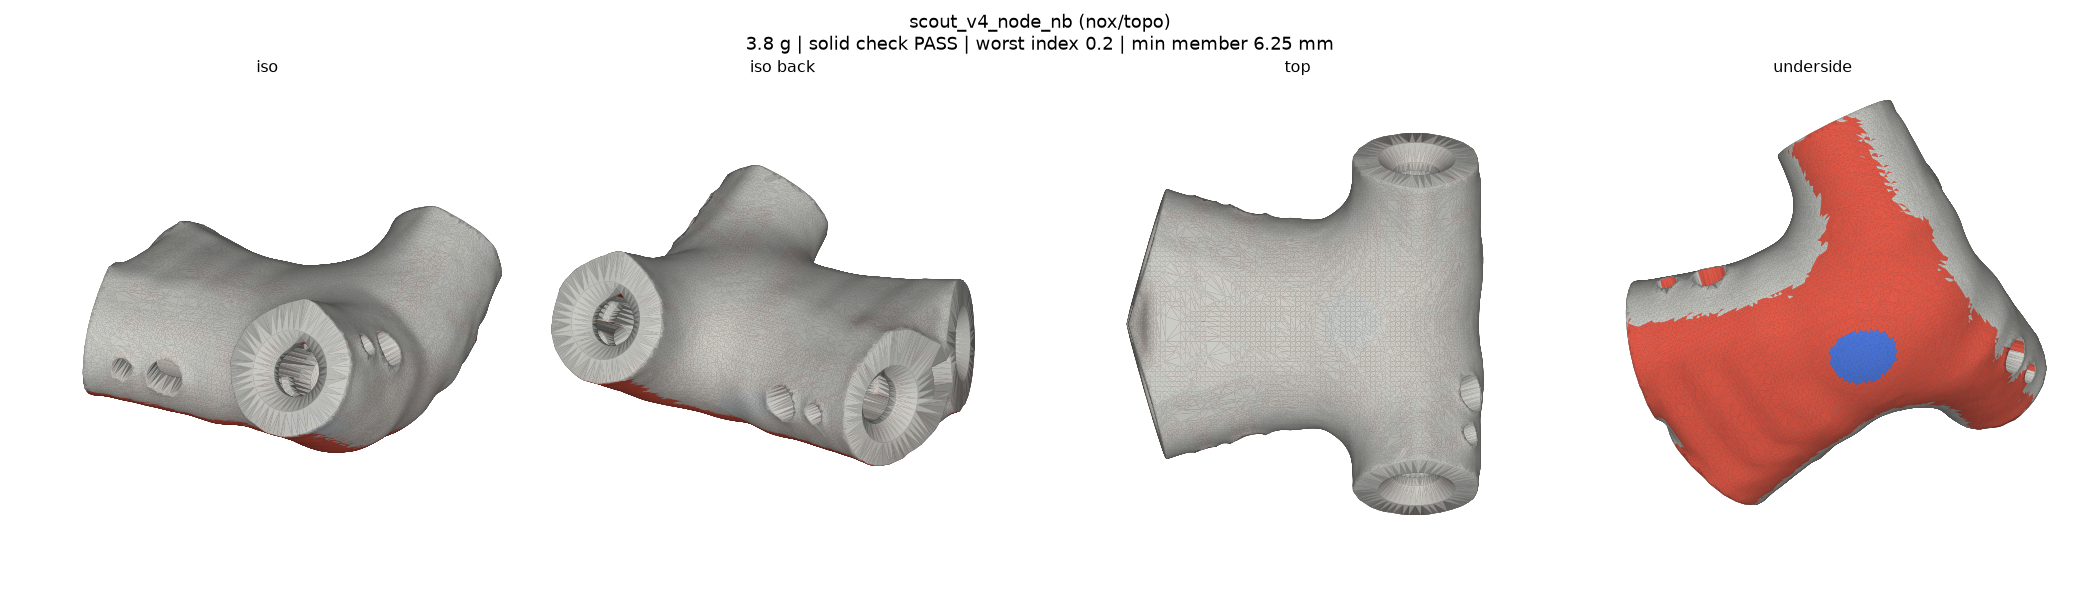 scout_v4_node_nb (nox/topo)
3.8 g | solid check PASS | worst index 0.2 | min member 6.25 mm
iso
iso back
top
underside